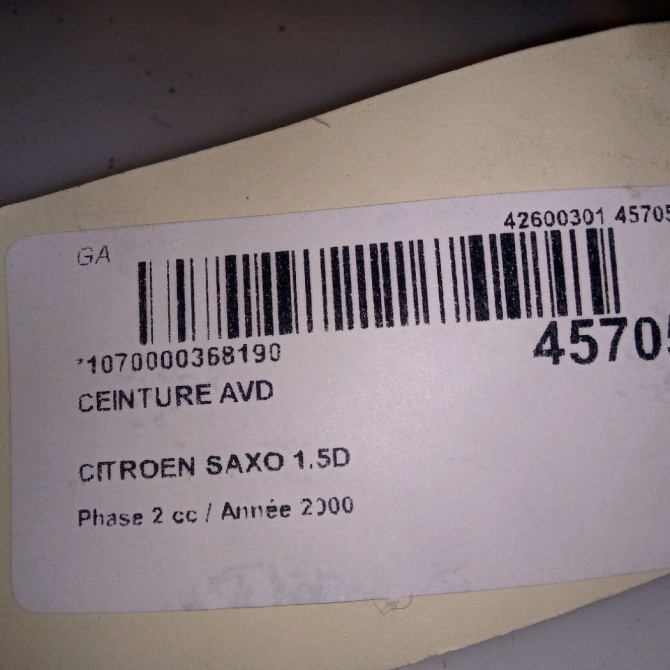 42600301 45705
GA
*1070000368190
45705
CEINTURE AVD
CITROEN SAXO 1.5D
Phase 2 cc / Année 2000